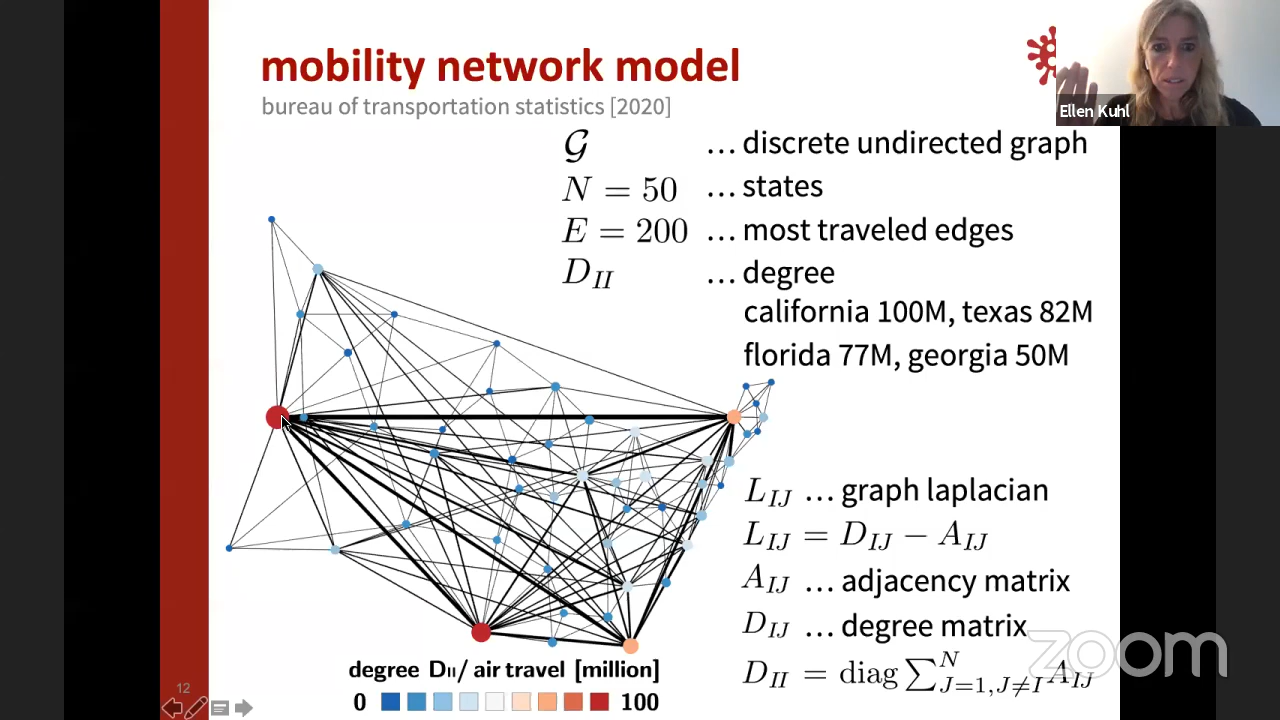 mobility network model
bureau of transportation statistics [2020]
Ellen Kuhl
𝒢 ... discrete undirected graph
N = 50 ... states
E = 200 ... most traveled edges
D_II ... degree
california 100M, texas 82M
florida 77M, georgia 50M
L_IJ ... graph laplacian
L_IJ = D_IJ − A_IJ
A_IJ ... adjacency matrix
D_IJ ... degree matrix
D_II = diag ∑_{J=1,J≠I}^{N} A_IJ
degree DII/ air travel [million]
0 100
12
zoom